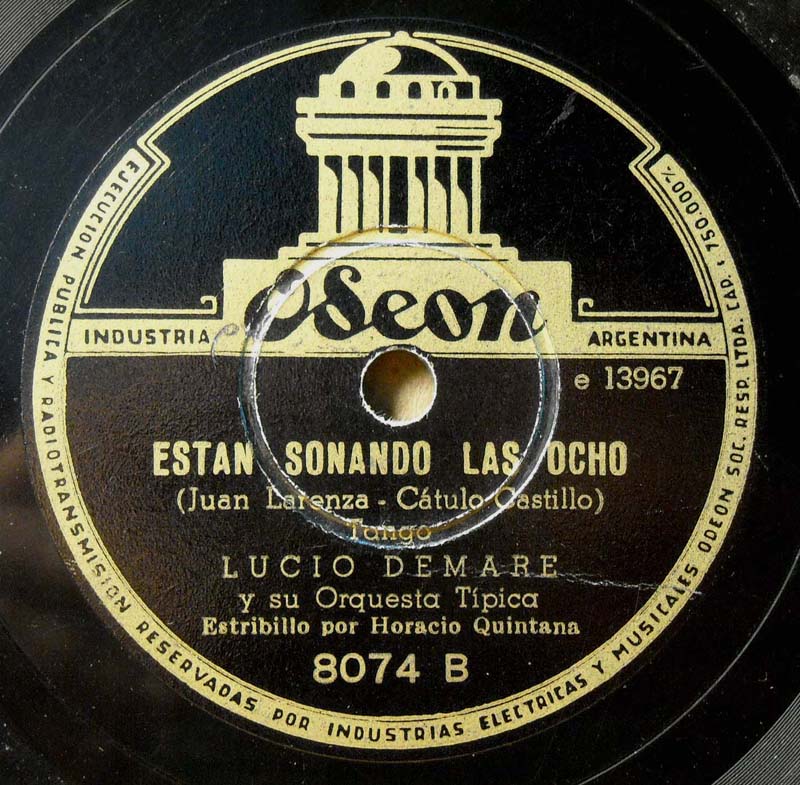 Odeon
INDUSTRIA
ARGENTINA
e 13967
ESTAN SONANDO LAS OCHO
(Juan Larenza - Cátulo Castillo)
Tango
LUCIO DEMARE
y su Orquesta Típica
Estribillo por Horacio Quintana
8074 B
EJECUCION PUBLICA Y RADIOTRANSMISION RESERVADAS POR INDUSTRIAS ELECTRICAS Y MUSICALES ODEON SOC. RESP. LTDA. CAP.: 750.000%